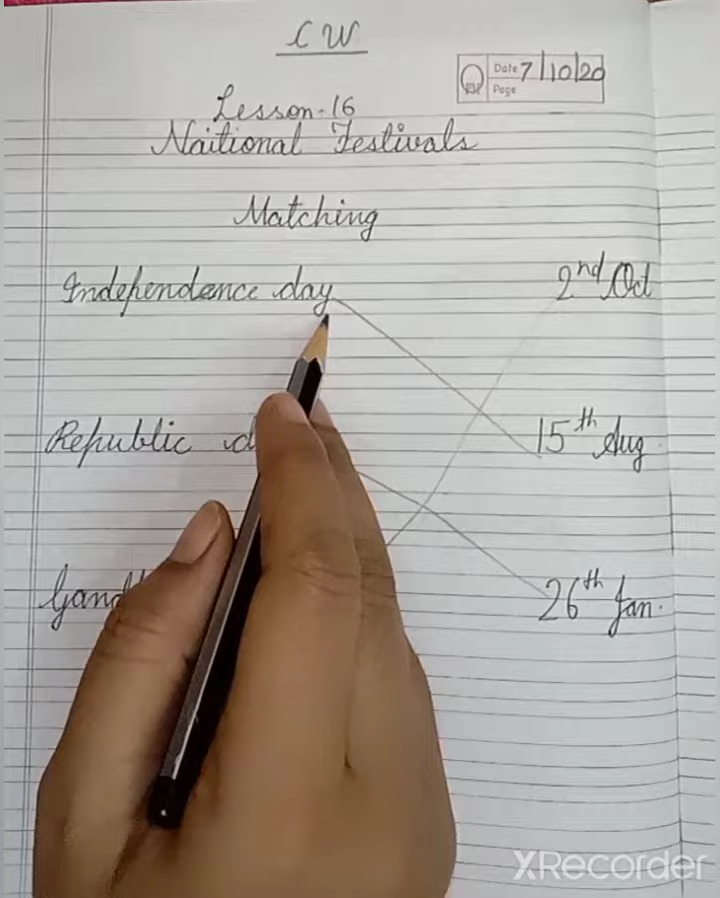 CW
Date 7/10/20
Page
Lesson-16
Naitional Festivals
Matching
Independance day 2nd Oct
Republic 15th Aug.
26th Jan.
XRecorder